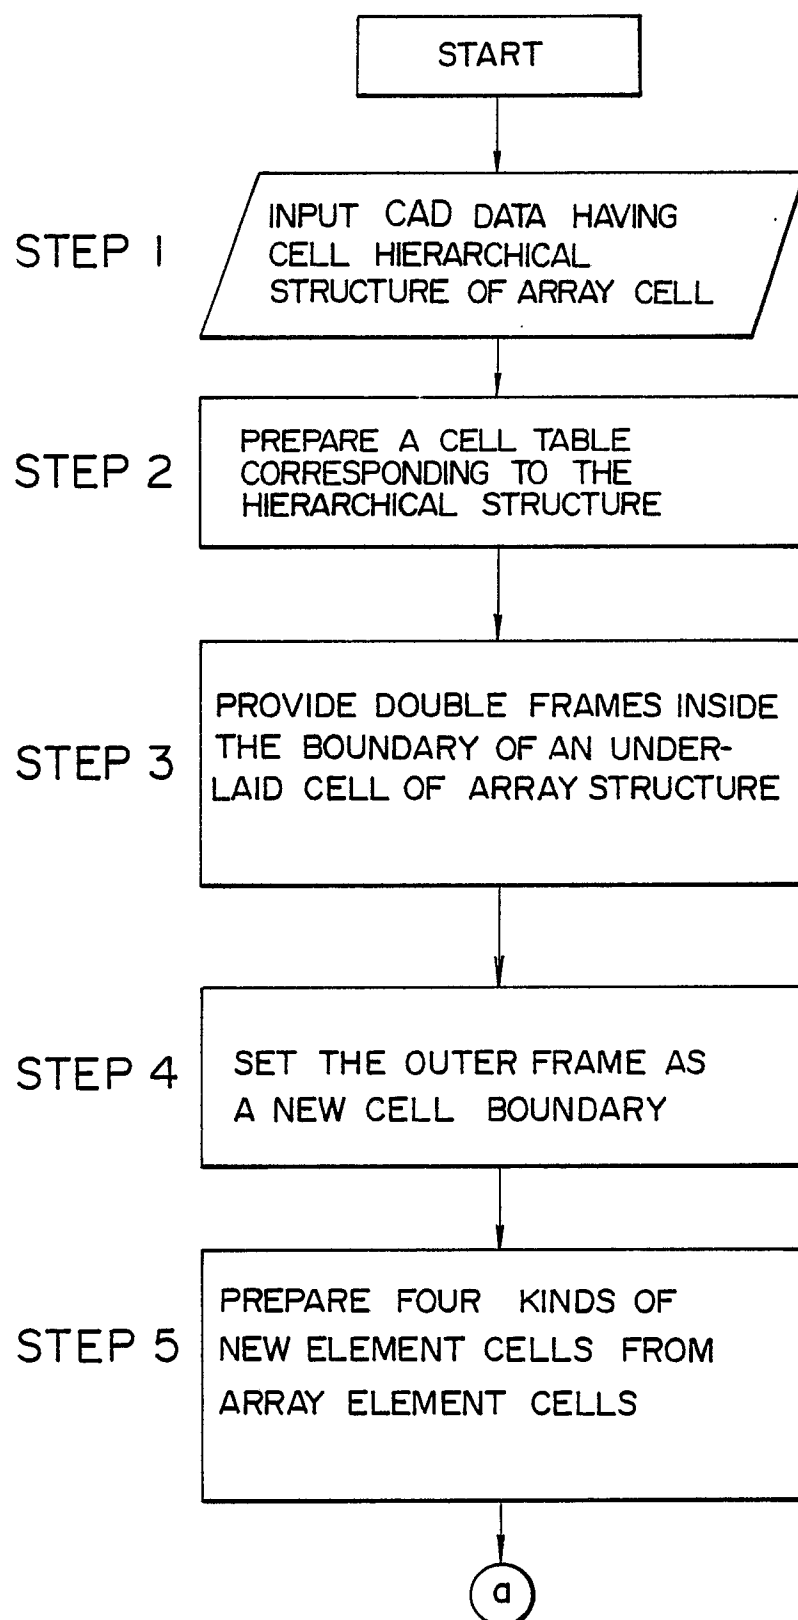 START
STEP 1
INPUT CAD DATA HAVING
CELL HIERARCHICAL
STRUCTURE OF ARRAY CELL
STEP 2
PREPARE A CELL TABLE
CORRESPONDING TO THE
HIERARCHICAL STRUCTURE
STEP 3
PROVIDE DOUBLE FRAMES INSIDE
THE BOUNDARY OF AN UNDER-
LAID CELL OF ARRAY STRUCTURE
STEP 4
SET THE OUTER FRAME AS
A NEW CELL BOUNDARY
STEP 5
PREPARE FOUR KINDS OF
NEW ELEMENT CELLS FROM
ARRAY ELEMENT CELLS
a